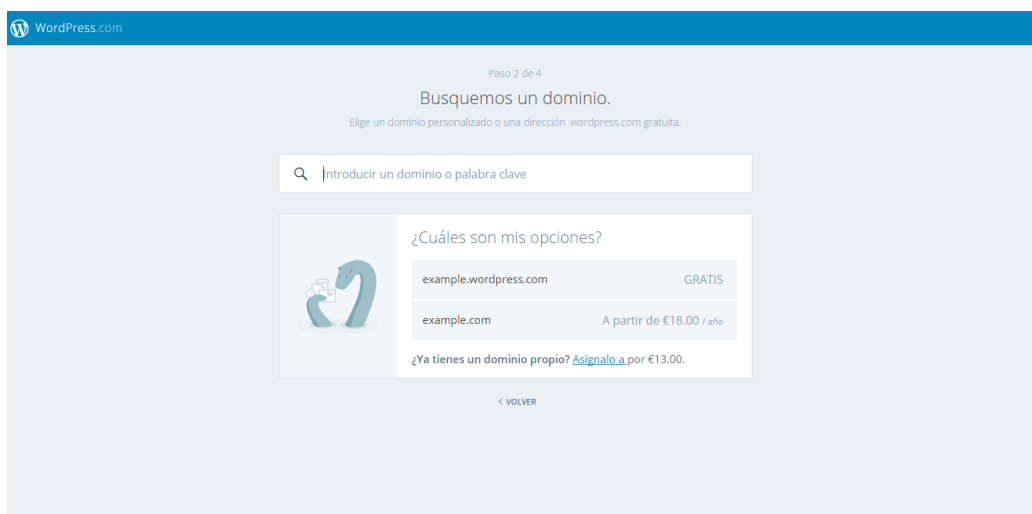 WordPress.com
Paso 2 de 4
Busquemos un dominio.
Elige un dominio personalizado o una dirección .wordpress.com gratuita.
Introducir un dominio o palabra clave
¿Cuáles son mis opciones?
example.wordpress.com GRATIS
example.com A partir de €18.00 / año
¿Ya tienes un dominio propio? Asígnalo a por €13.00.
< VOLVER